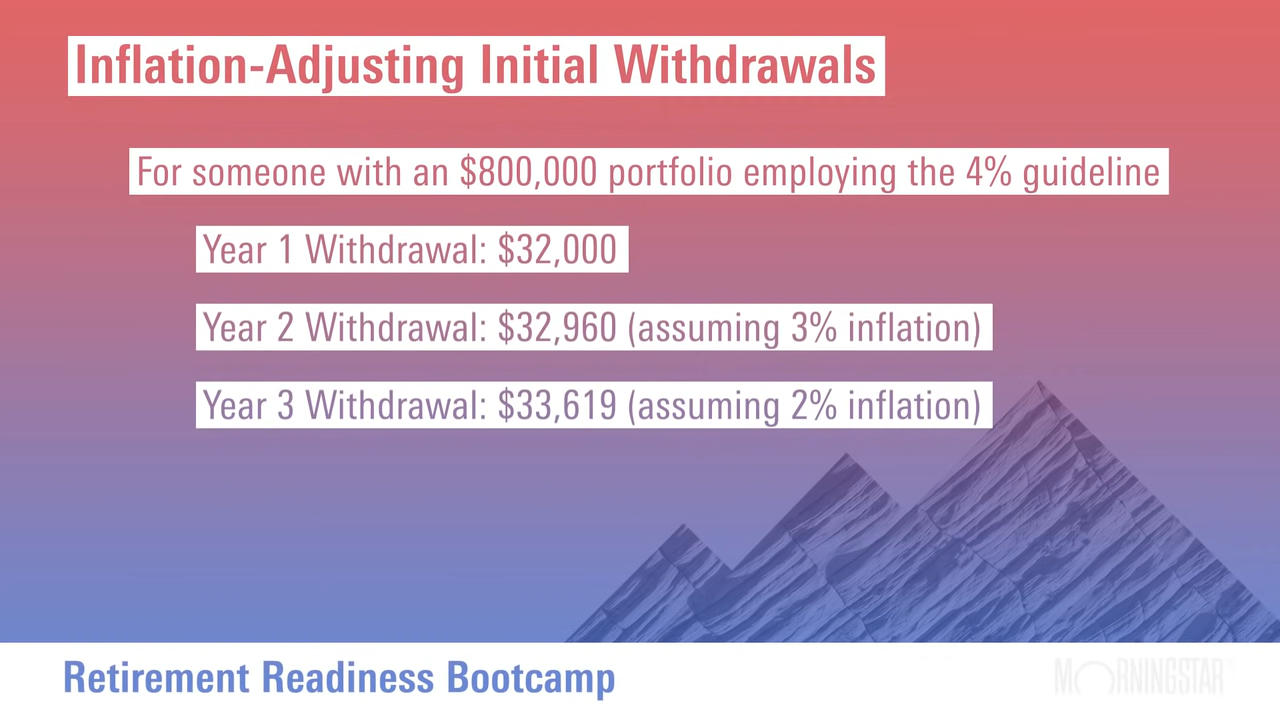 Inflation-Adjusting Initial Withdrawals
For someone with an $800,000 portfolio employing the 4% guideline
Year 1 Withdrawal: $32,000
Year 2 Withdrawal: $32,960 (assuming 3% inflation)
Year 3 Withdrawal: $33,619 (assuming 2% inflation)
Retirement Readiness Bootcamp
MORNINGSTAR